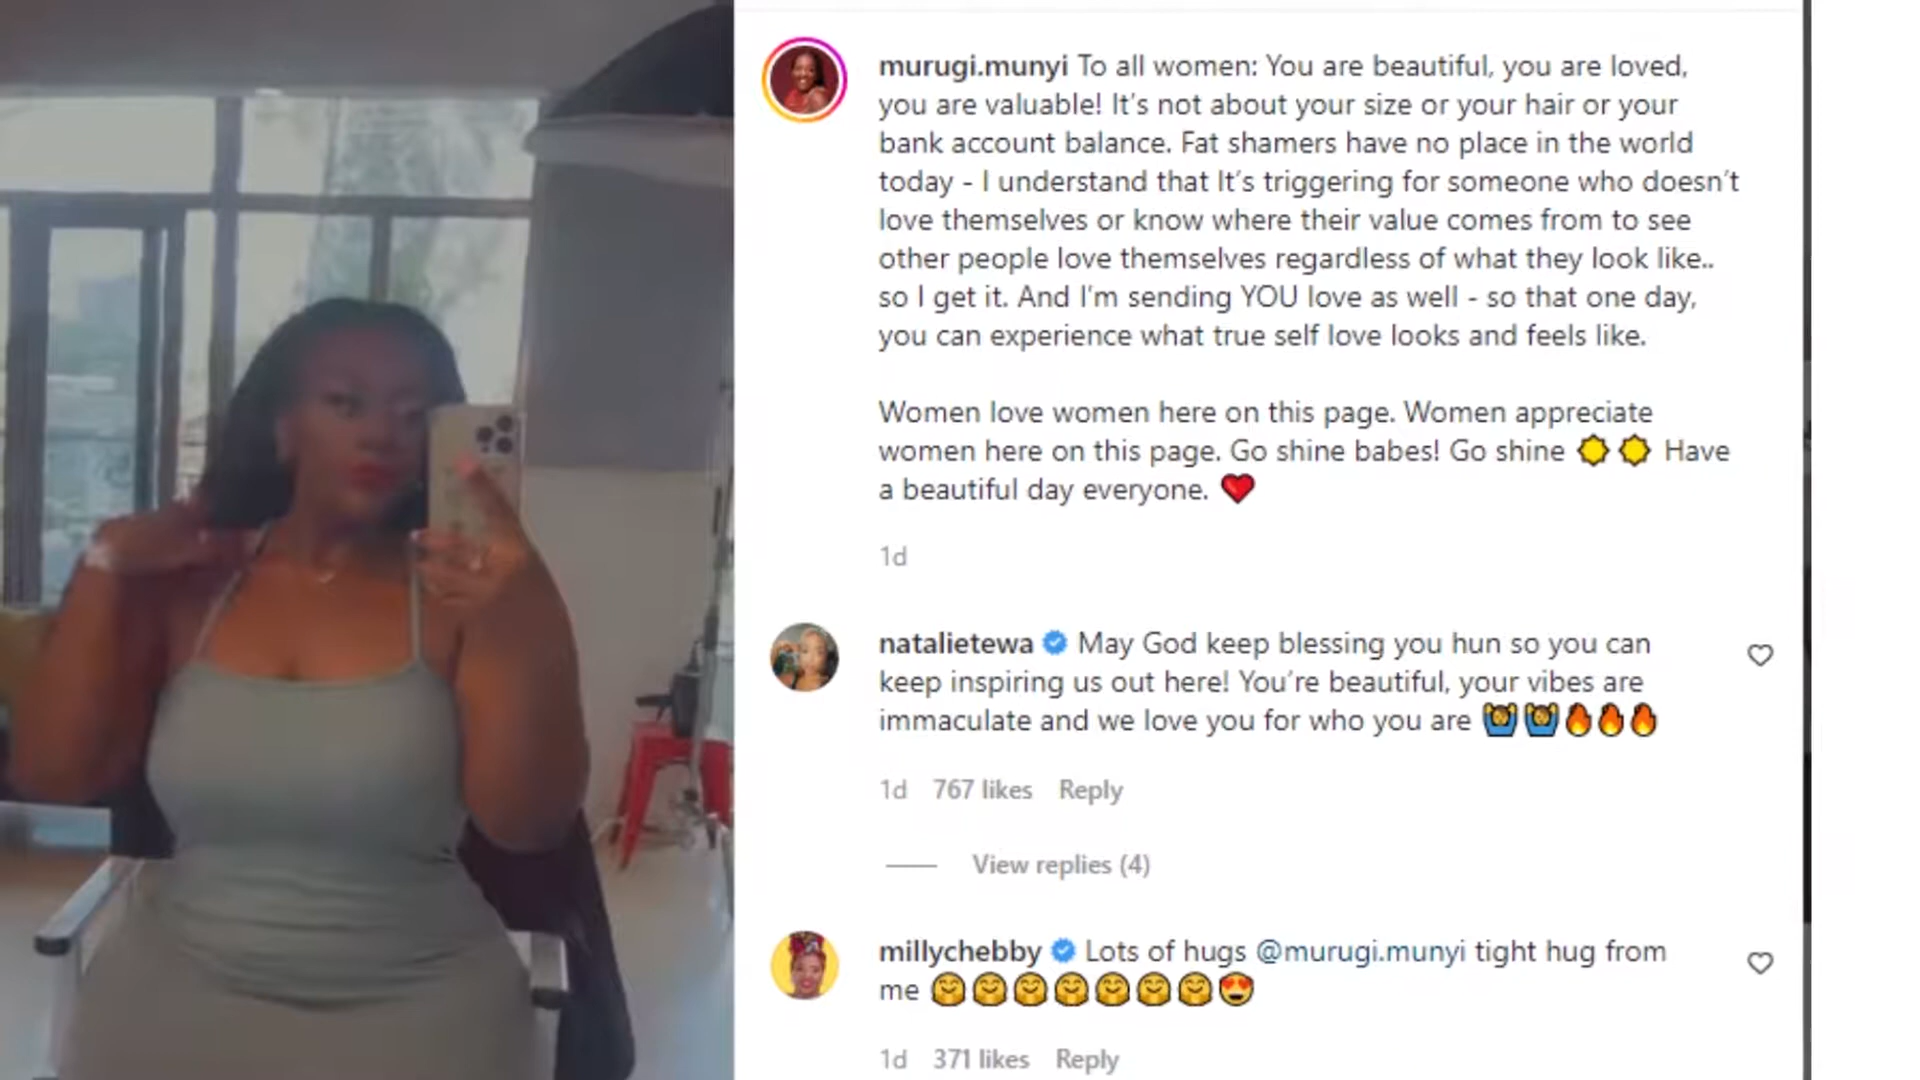 murugi.munyi To all women: You are beautiful, you are loved,
you are valuable! It's not about your size or your hair or your
bank account balance. Fat shamers have no place in the world
today - I understand that It's triggering for someone who doesn't
love themselves or know where their value comes from to see
other people love themselves regardless of what they look like..
so I get it. And I'm sending YOU love as well - so that one day,
you can experience what true self love looks and feels like.
Women love women here on this page. Women appreciate
women here on this page. Go shine babes! Go shine ☀️☀️ Have
a beautiful day everyone. ❤️
1d
natalietewa May God keep blessing you hun so you can
keep inspiring us out here! You're beautiful, your vibes are
immaculate and we love you for who you are 🙆‍♂️🙆‍♂️🔥🔥🔥
1d 767 likes Reply
View replies (4)
millychebby Lots of hugs @murugi.munyi tight hug from
me 🤗🤗🤗🤗🤗🤗🤗😍
1d 371 likes Reply